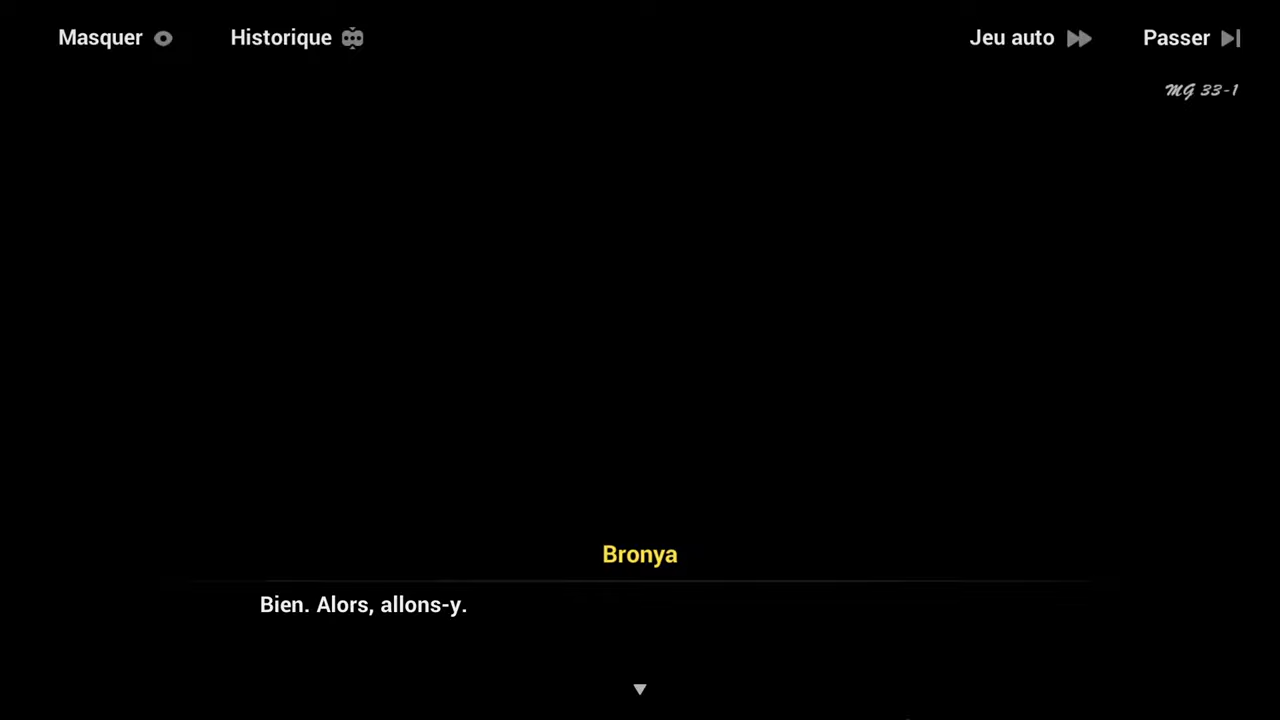 Masquer Historique Jeu auto Passer
MG 33-1
Bronya
Bien. Alors, allons-y.